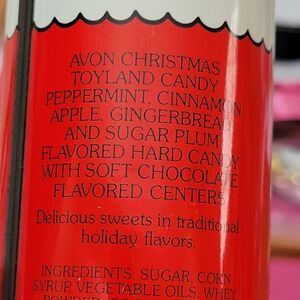 AVON CHRISTMAS
TOYLAND CANDY
PEPPERMINT, CINNAMON
APPLE, GINGERBREAD,
AND SUGAR PLUM
FLAVORED HARD CANDY
WITH SOFT CHOCOLATE
FLAVORED CENTERS
Delicious sweets in traditional
holiday flavors.
INGREDIENTS: SUGAR, CORN
SYRUP, VEGETABLE OILS, WHEY
POWDER,